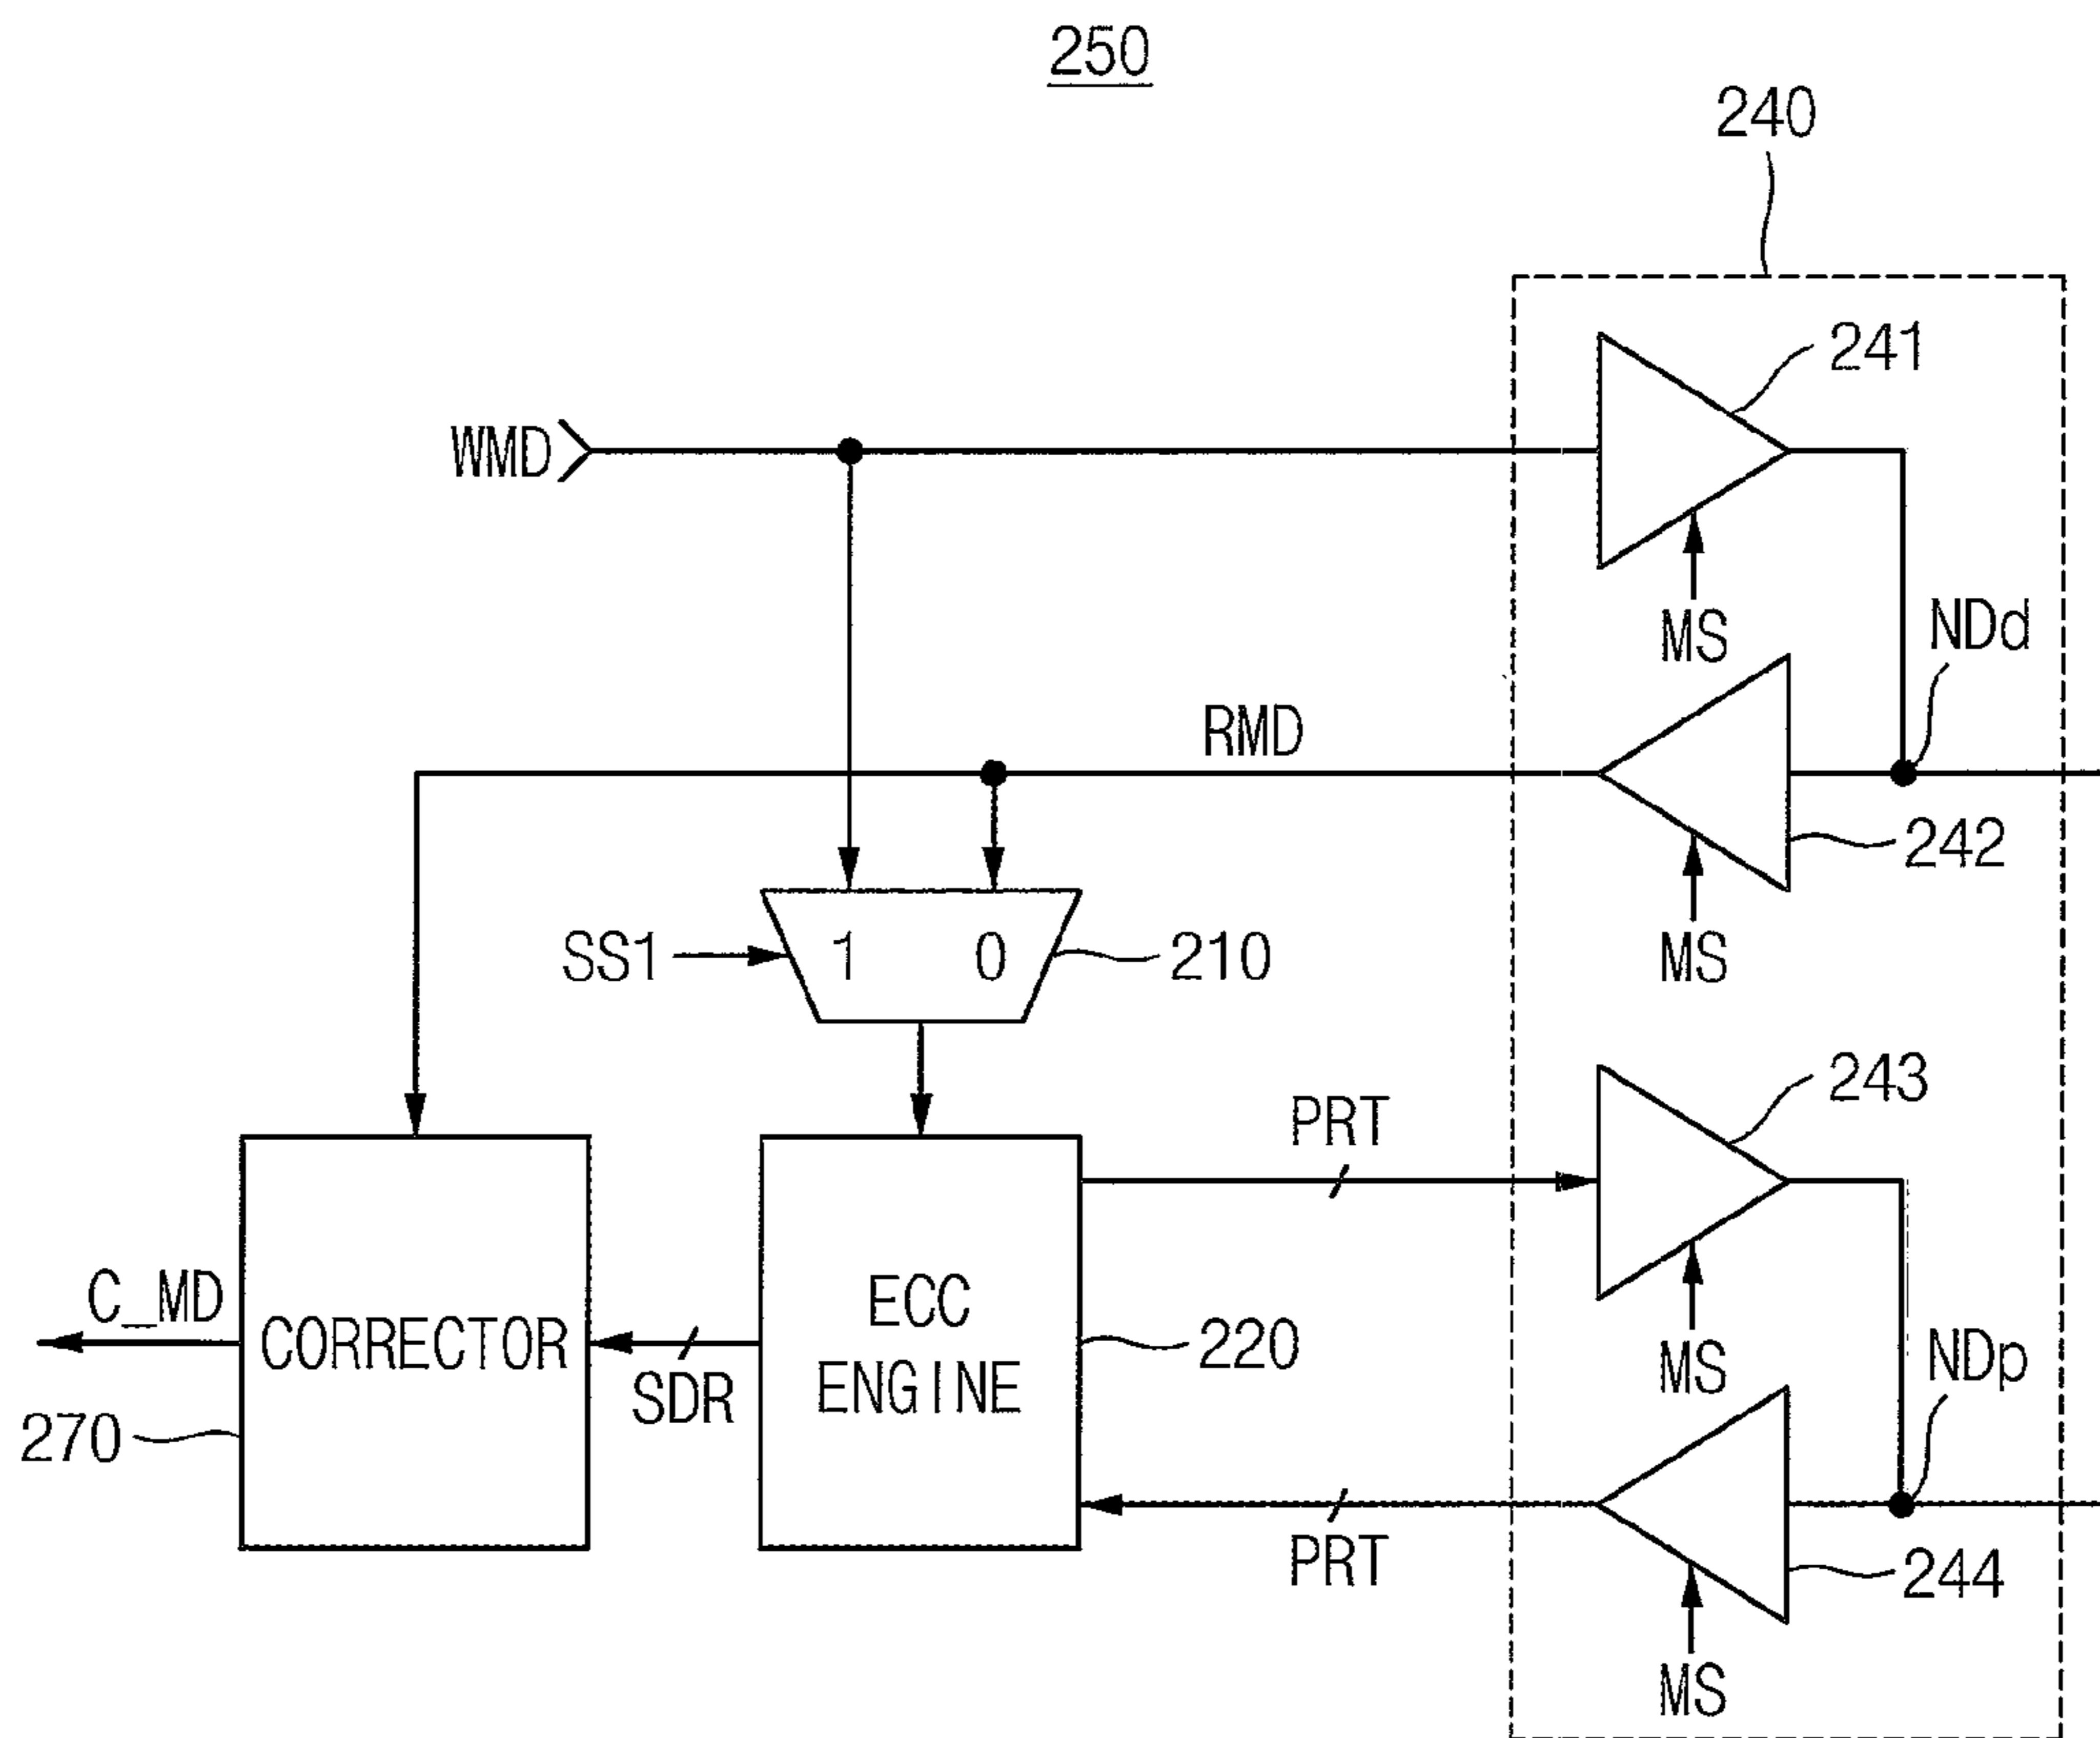 250
240
241
WMD
MS
NDd
RMD
242
SS1
1 0
210
MS
243
PRT
ECC
ENGINE
C_MD
CORRECTOR
220
SDR
MS
NDp
270
PRT
244
MS